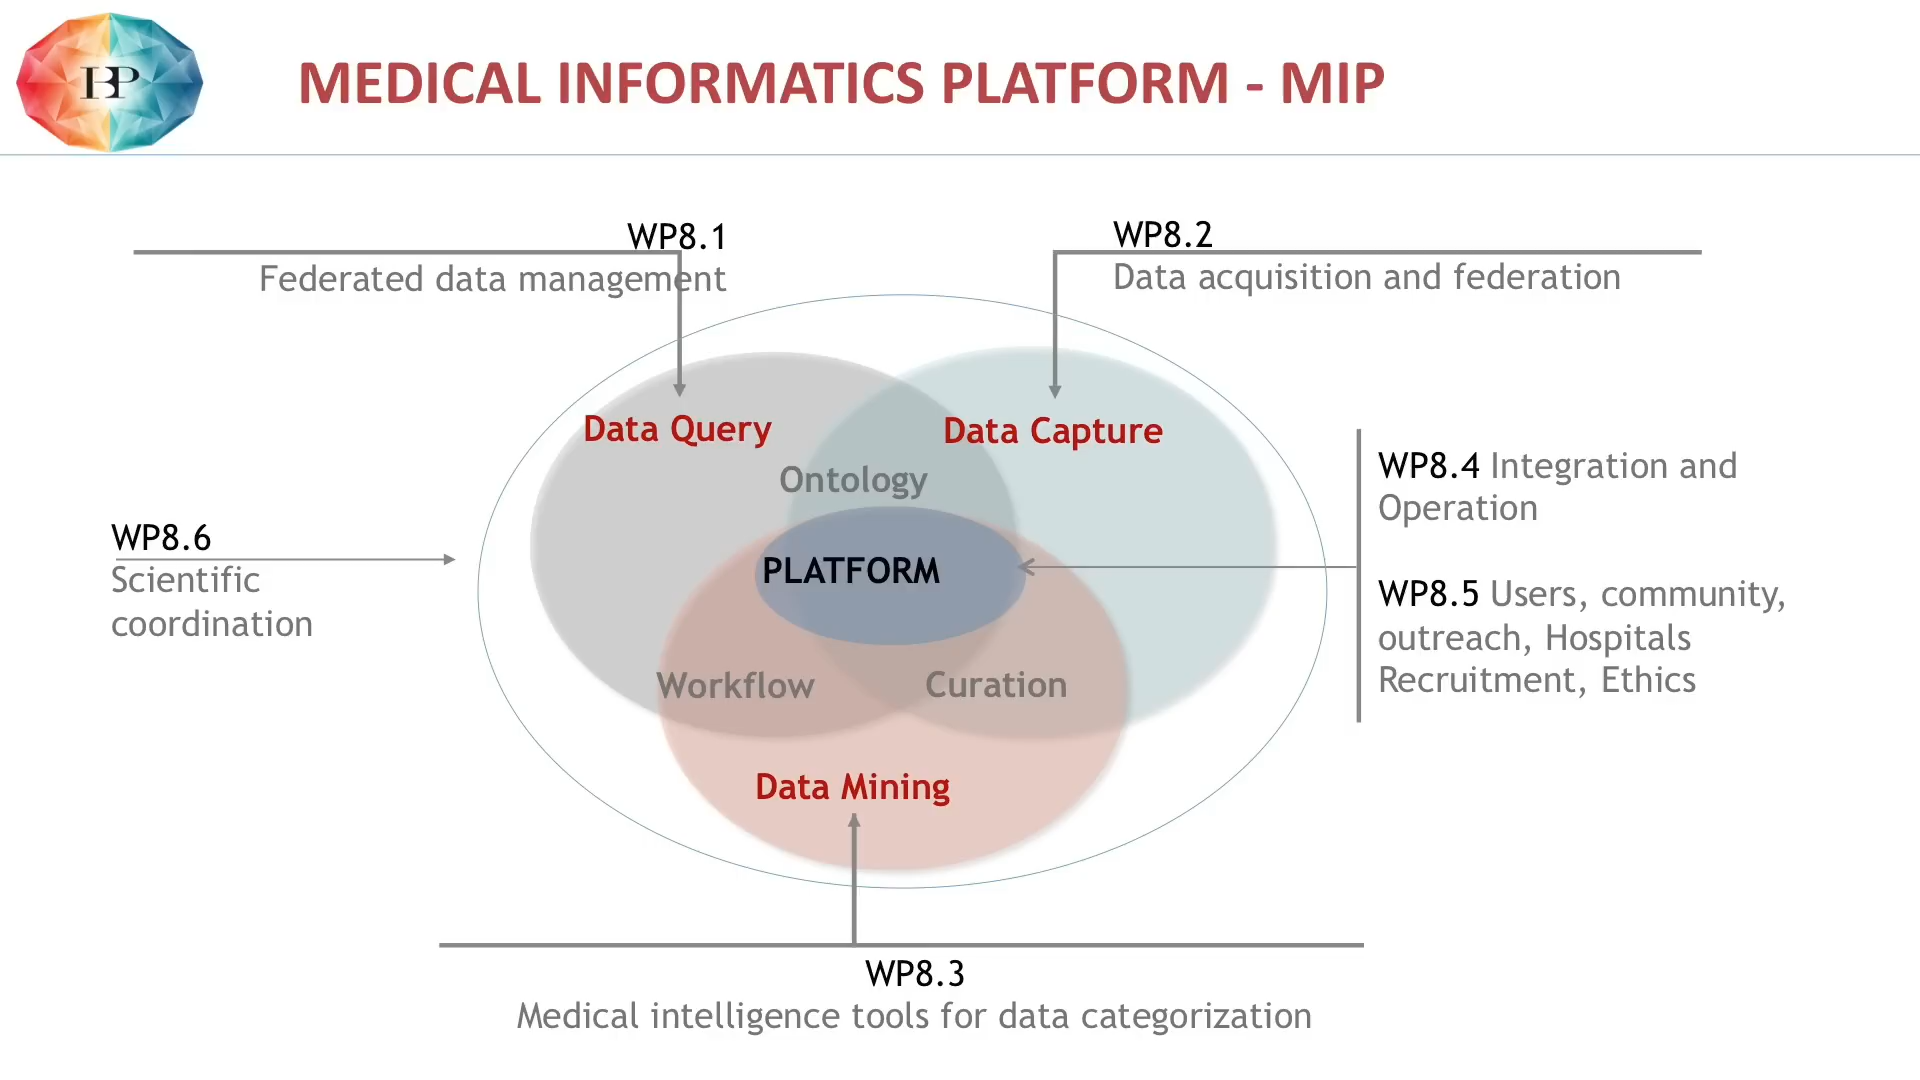 HBP
MEDICAL INFORMATICS PLATFORM - MIP
WP8.1
Federated data management
WP8.2
Data acquisition and federation
Data Query
Data Capture
Ontology
PLATFORM
Workflow
Curation
Data Mining
WP8.6
Scientific
coordination
WP8.4 Integration and
Operation
WP8.5 Users, community,
outreach, Hospitals
Recruitment, Ethics
WP8.3
Medical intelligence tools for data categorization